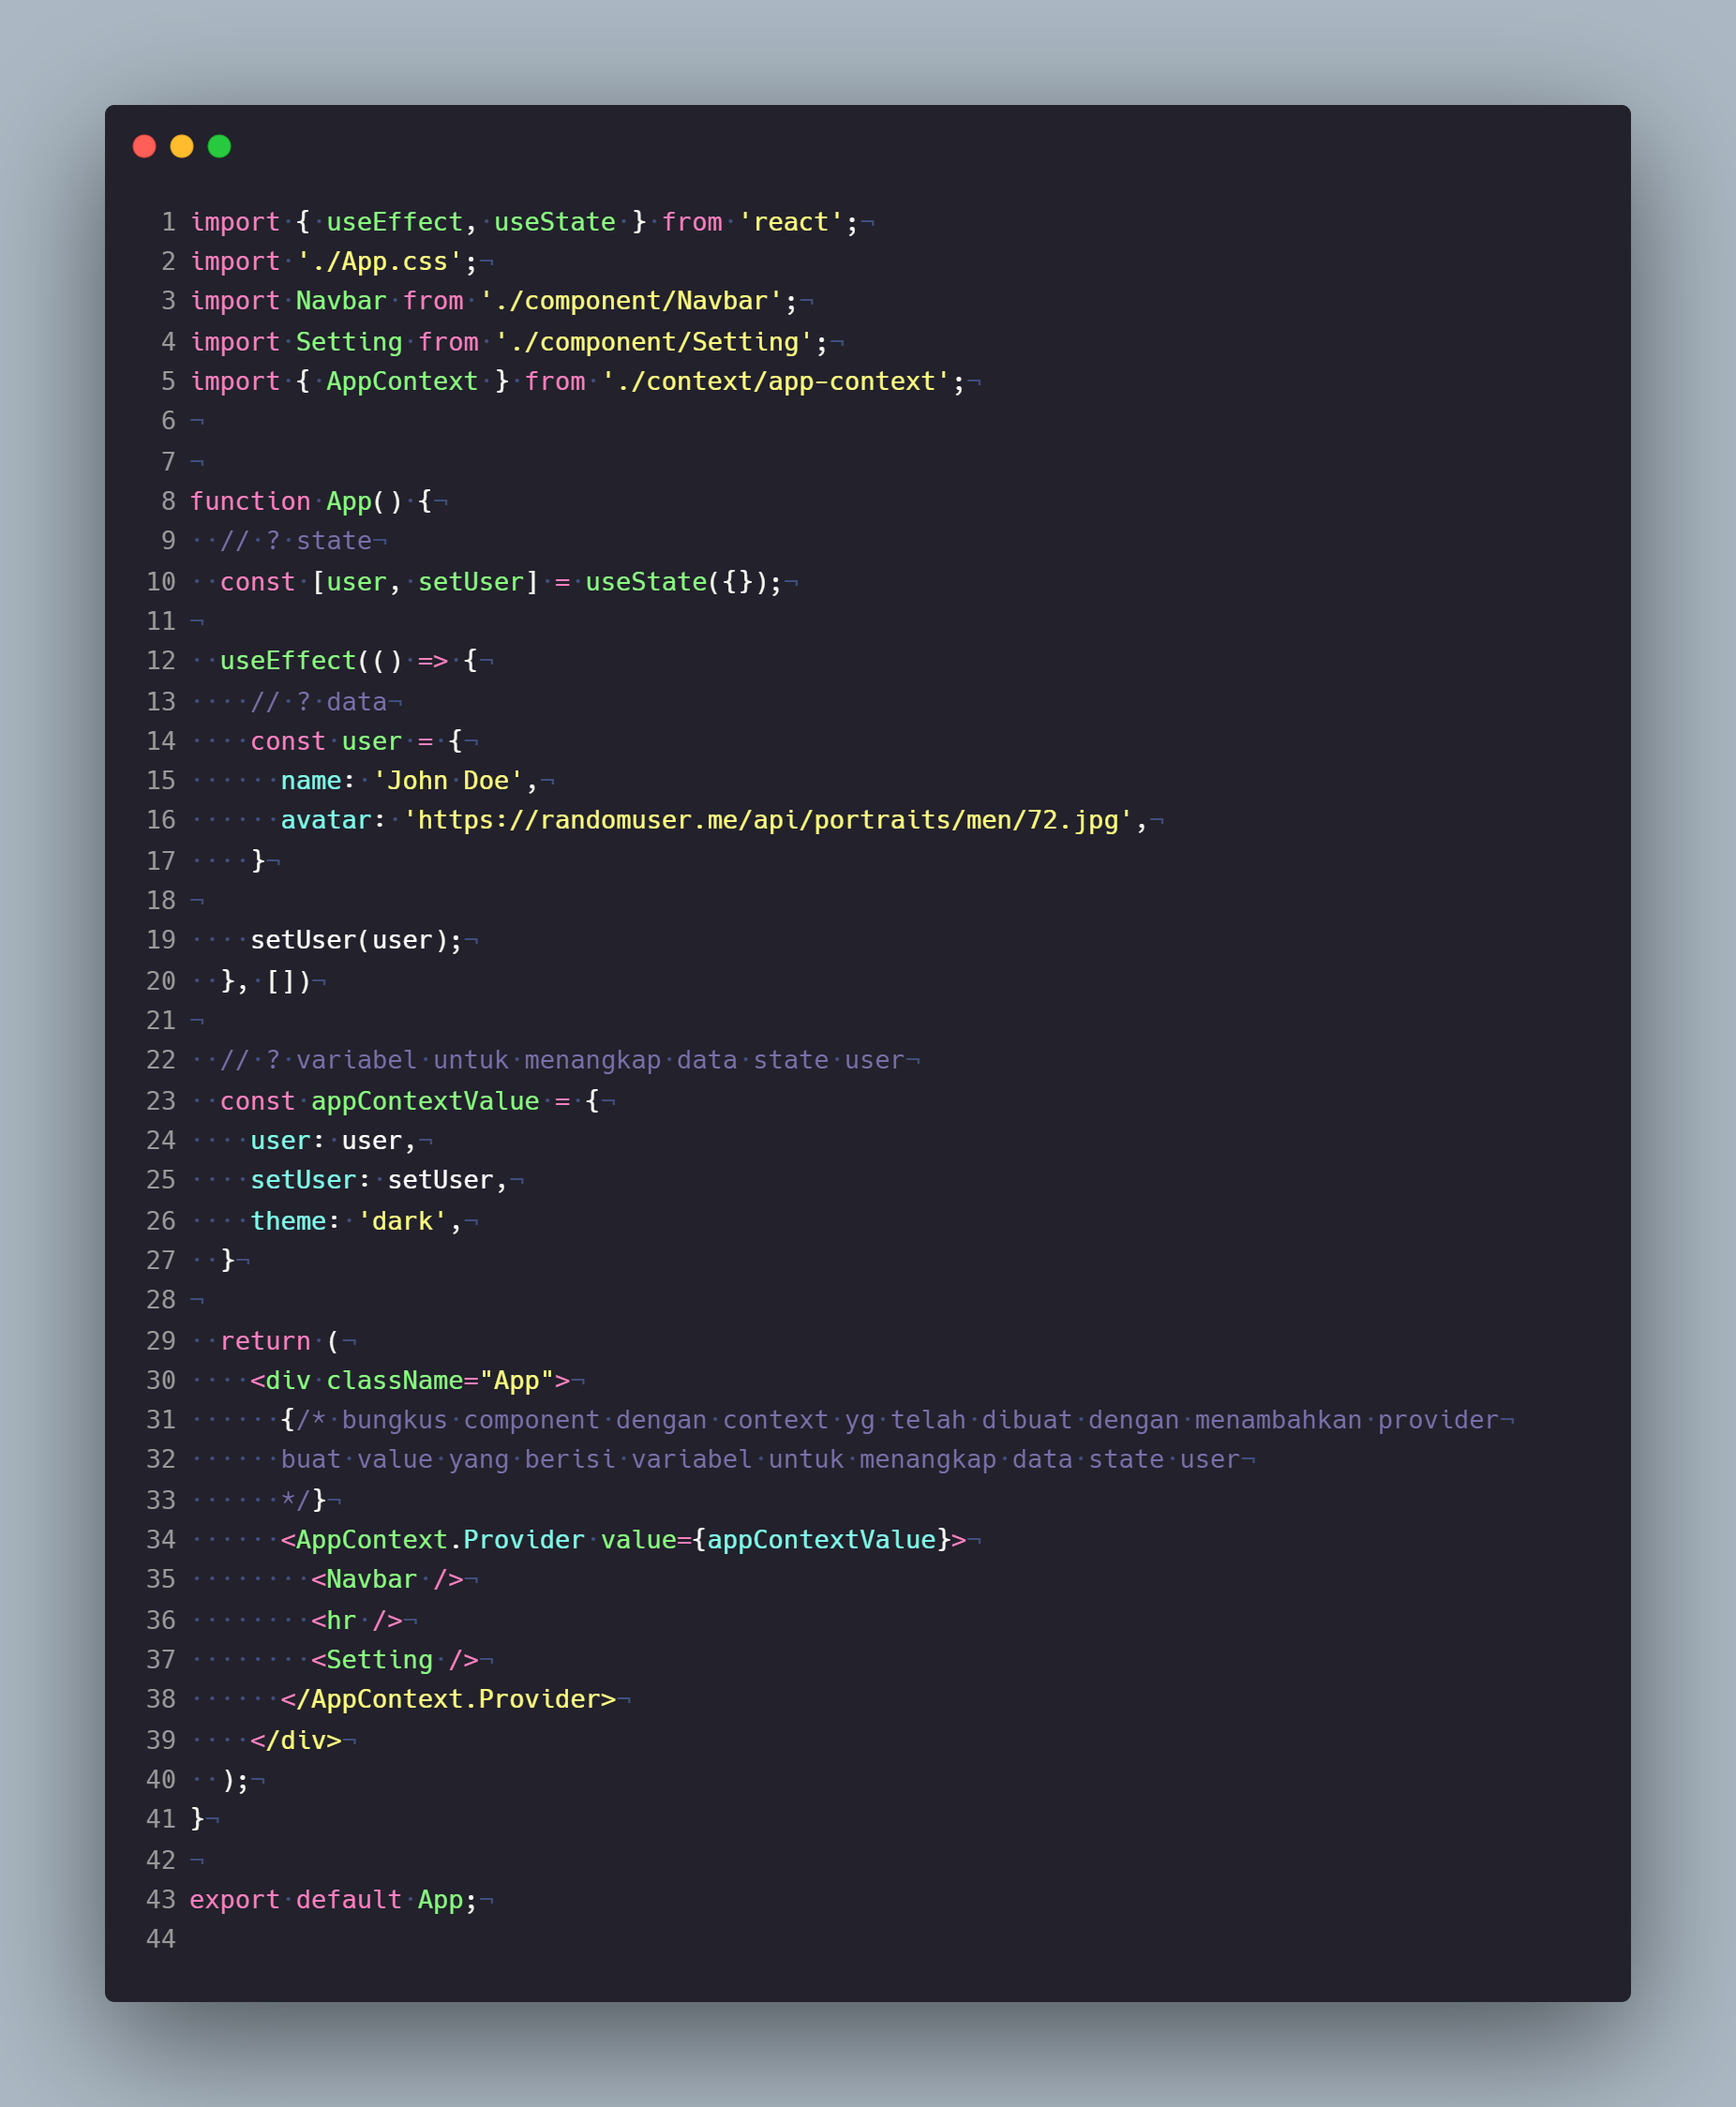 1 import { useEffect, useState } from 'react';¬
2 import './App.css';¬
3 import Navbar from './component/Navbar';¬
4 import Setting from './component/Setting';¬
5 import { AppContext } from './context/app-context';¬
6 ¬
7 ¬
8 function App() {¬
9   // ? state¬
10   const [user, setUser] = useState({});¬
11 ¬
12   useEffect(() => {¬
13     // ? data¬
14     const user = {¬
15       name: 'John Doe',¬
16       avatar: 'https://randomuser.me/api/portraits/men/72.jpg',¬
17     }¬
18 ¬
19     setUser(user);¬
20   }, [])¬
21 ¬
22   // ? variabel untuk menangkap data state user¬
23   const appContextValue = {¬
24     user: user,¬
25     setUser: setUser,¬
26     theme: 'dark',¬
27   }¬
28 ¬
29   return (¬
30     <div className="App">¬
31       {/* bungkus component dengan context yg telah dibuat dengan menambahkan provider¬
32       buat value yang berisi variabel untuk menangkap data state user¬
33       */}¬
34       <AppContext.Provider value={appContextValue}>¬
35         <Navbar />¬
36         <hr />¬
37         <Setting />¬
38       </AppContext.Provider>¬
39     </div>¬
40   );¬
41 }¬
42 ¬
43 export default App;¬
44